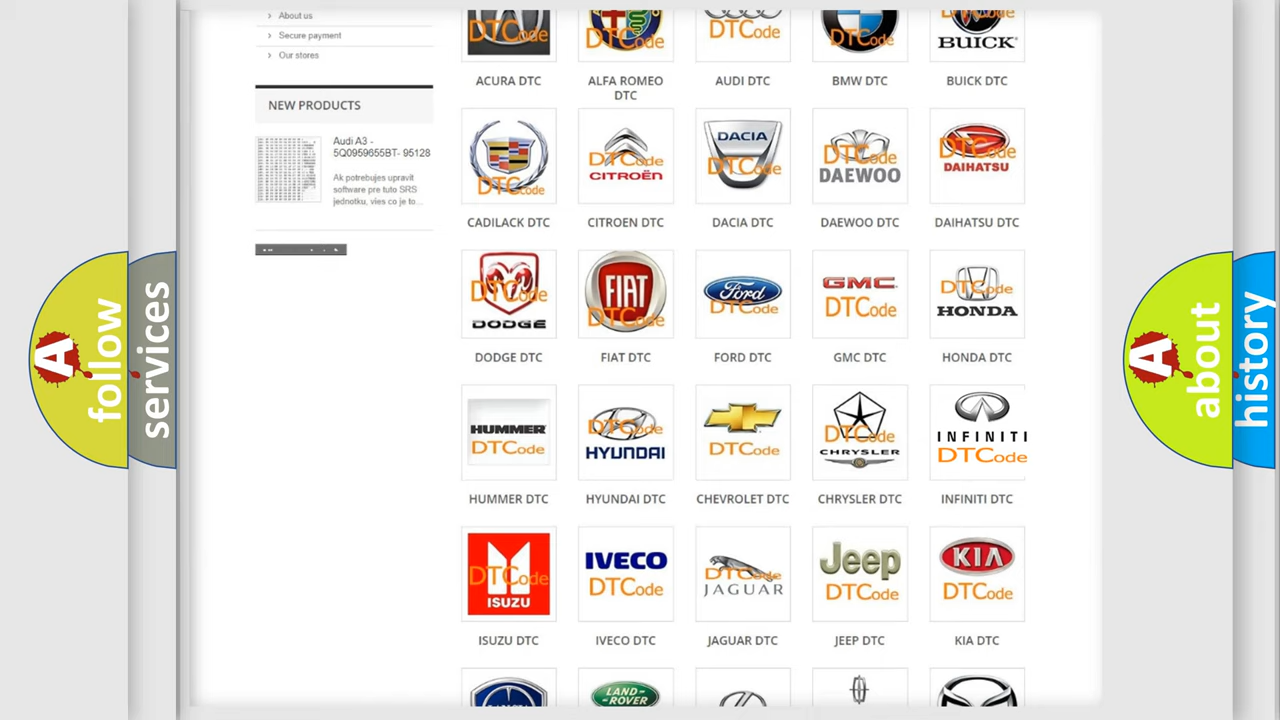 About us
Secure payment
Our stores
NEW PRODUCTS
Audi A3 -
5Q0959655BT- 95128
Ak potrebujes upravit
software pre tuto SRS
jednotku, vies co je to...
DTCode DTCode DTCode DTCode BUICK
ACURA DTC ALFA ROMEO DTC AUDI DTC BMW DTC BUICK DTC
DTCode DTCode CITROËN DACIA DTCode DTCode DAEWOO DTCode DAIHATSU
CADILACK DTC CITROEN DTC DACIA DTC DAEWOO DTC DAIHATSU DTC
DTCode DODGE FIAT DTCode Ford DTCode GMC DTCode DTCode HONDA
DODGE DTC FIAT DTC FORD DTC GMC DTC HONDA DTC
HUMMER DTCode DTCode HYUNDAI DTCode DTCode CHRYSLER INFINITI DTCode
HUMMER DTC HYUNDAI DTC CHEVROLET DTC CHRYSLER DTC INFINITI DTC
DTCode ISUZU IVECO DTCode DTCode JAGUAR Jeep DTCode KIA DTCode
ISUZU DTC IVECO DTC JAGUAR DTC JEEP DTC KIA DTC
LAND-
ROVER
A follow
services
A about
history